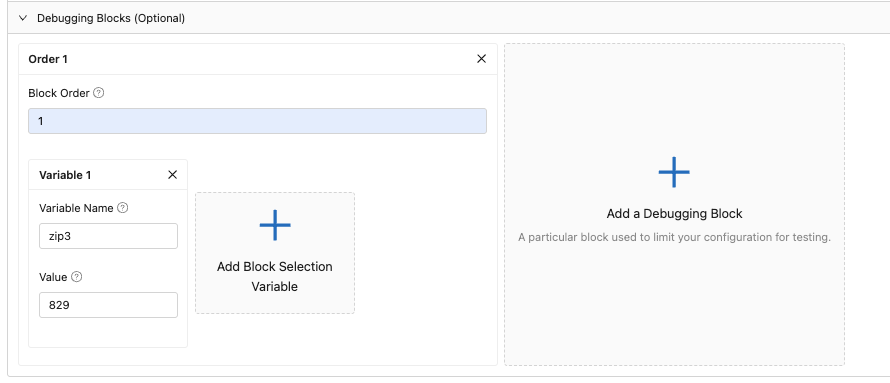 Debugging Blocks (Optional)
Order 1
Block Order
1
Variable 1
Variable Name
zip3
Value
829
Add Block Selection
Variable
Add a Debugging Block
A particular block used to limit your configuration for testing.